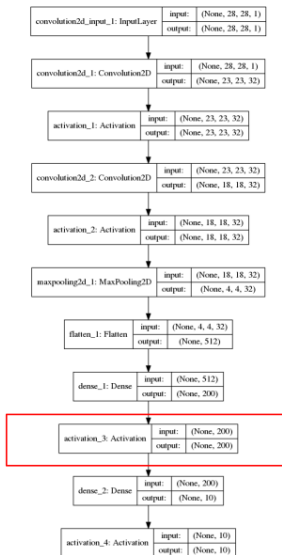 convolution2d_input_1: InputLayer input: (None, 28, 28, 1)
output: (None, 28, 28, 1)
convolution2d_1: Convolution2D input: (None, 28, 28, 1)
output: (None, 23, 23, 32)
activation_1: Activation input: (None, 23, 23, 32)
output: (None, 23, 23, 32)
convolution2d_2: Convolution2D input: (None, 23, 23, 32)
output: (None, 18, 18, 32)
activation_2: Activation input: (None, 18, 18, 32)
output: (None, 18, 18, 32)
maxpooling2d_1: MaxPooling2D input: (None, 18, 18, 32)
output: (None, 4, 4, 32)
flatten_1: Flatten input: (None, 4, 4, 32)
output: (None, 512)
dense_1: Dense input: (None, 512)
output: (None, 200)
activation_3: Activation input: (None, 200)
output: (None, 200)
dense_2: Dense input: (None, 200)
output: (None, 10)
activation_4: Activation input: (None, 10)
output: (None, 10)